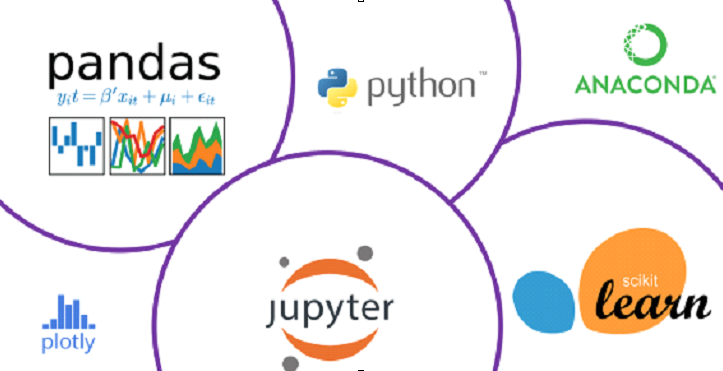 pandas
yᵢt = β′xᵢₜ + μᵢ + ϵᵢₜ
python™
ANACONDA®
plotly
jupyter
scikit
learn